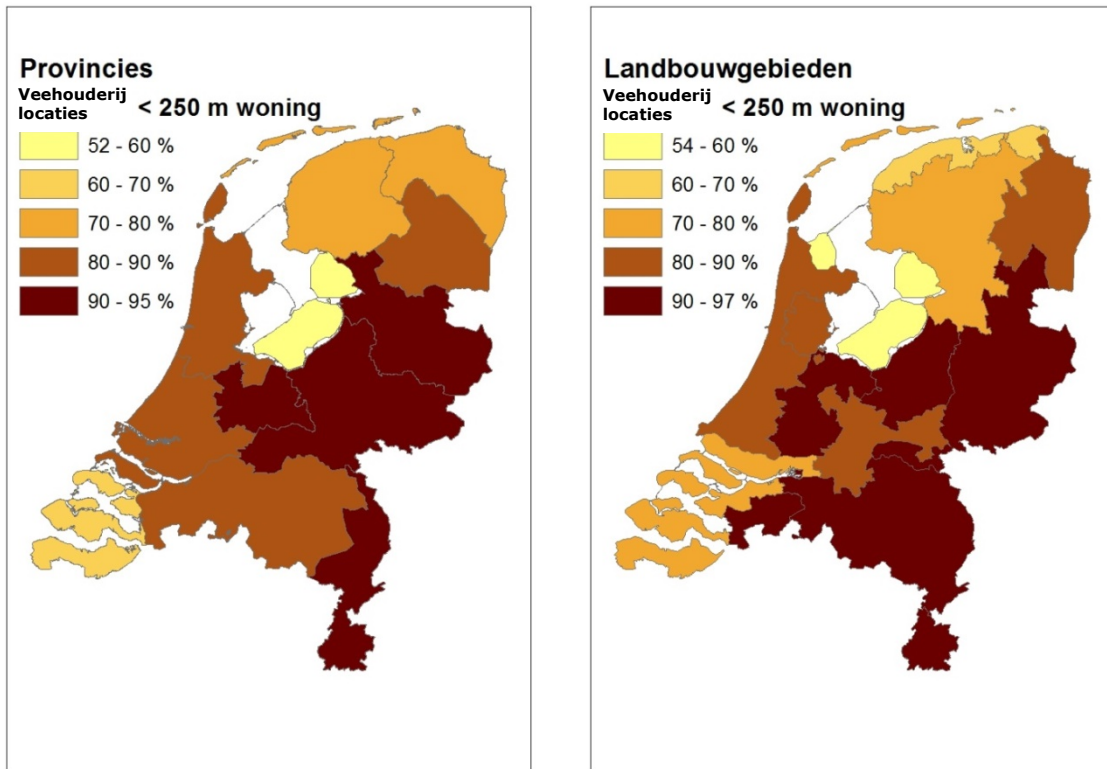 Provincies
Veehouderij
locaties < 250 m woning
52 - 60 %
60 - 70 %
70 - 80 %
80 - 90 %
90 - 95 %
Landbouwgebieden
Veehouderij
locaties < 250 m woning
54 - 60 %
60 - 70 %
70 - 80 %
80 - 90 %
90 - 97 %